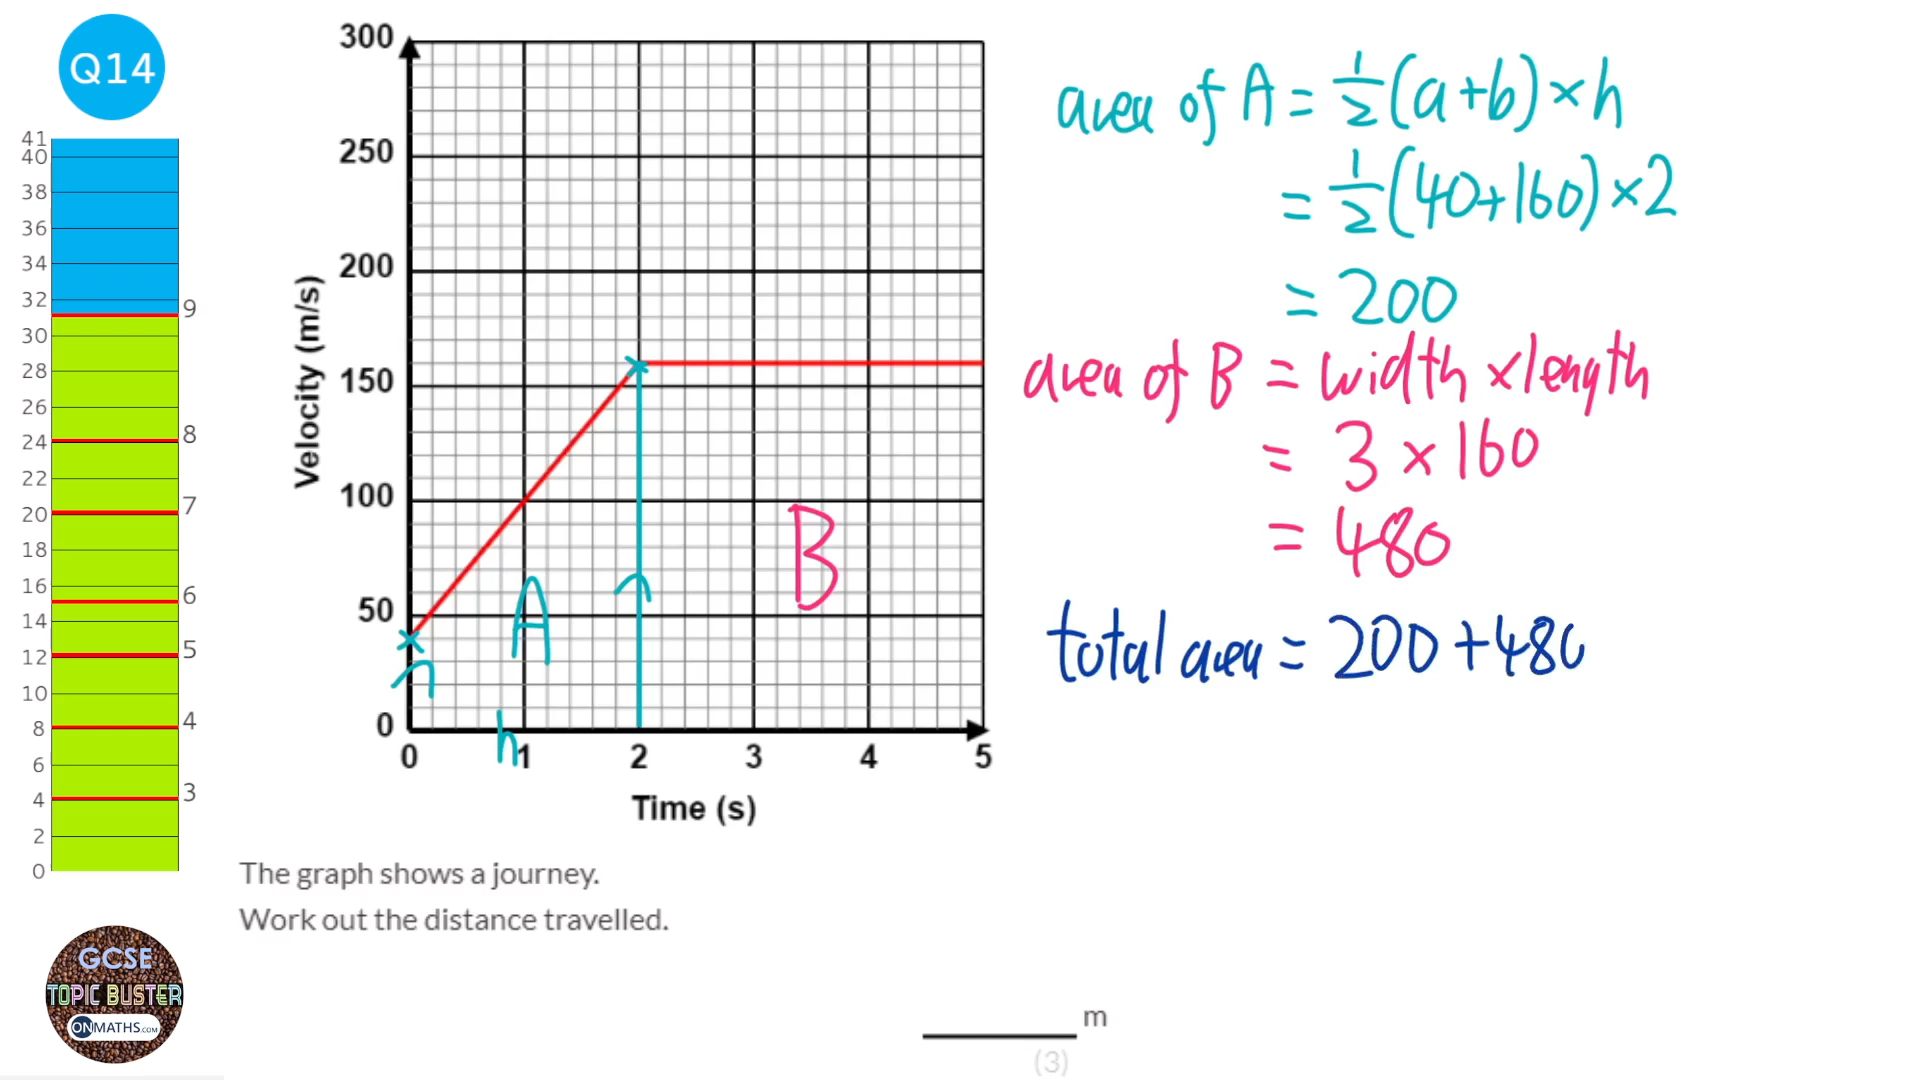 Q14
41
40
38
36
34
32
9
30
28
26
24
8
22
20
7
18
16
6
14
5
12
10
8
4
6
4
3
2
0
GCSE
TOPIC BUSTER
ONMATHS.COM
300
250
200
150
100
50
0
Velocity (m/s)
0 1 2 3 4 5
Time (s)
A
B
h
The graph shows a journey.
Work out the distance travelled.
m
(3)
area of A = 1/2 (a+b) × h
= 1/2 (40+160) × 2
= 200
area of B = width × length
= 3 × 160
= 480
total area = 200 + 480